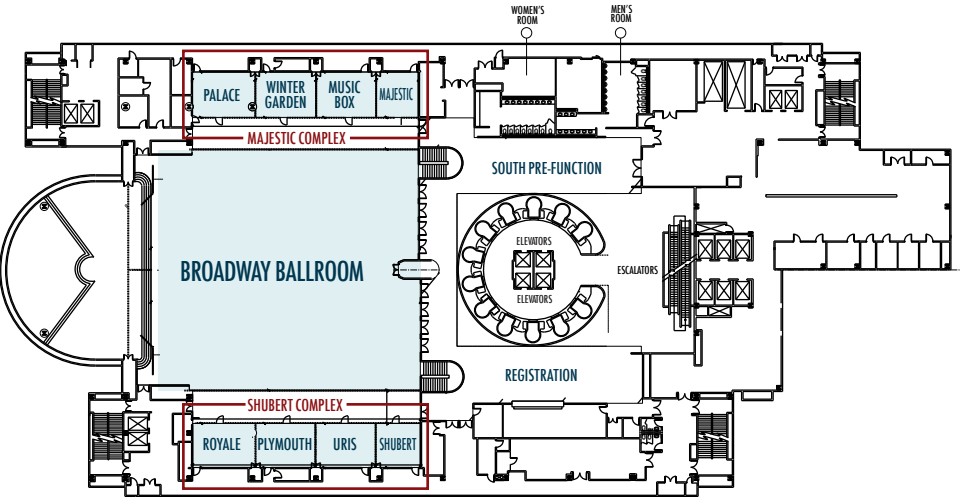 WOMEN'S
ROOM
MEN'S
ROOM
PALACE
WINTER
GARDEN
MUSIC
BOX
MAJESTIC
MAJESTIC COMPLEX
SOUTH PRE-FUNCTION
ELEVATORS
BROADWAY BALLROOM
ESCALATORS
ELEVATORS
REGISTRATION
SHUBERT COMPLEX
ROYALE
PLYMOUTH
URIS
SHUBERT